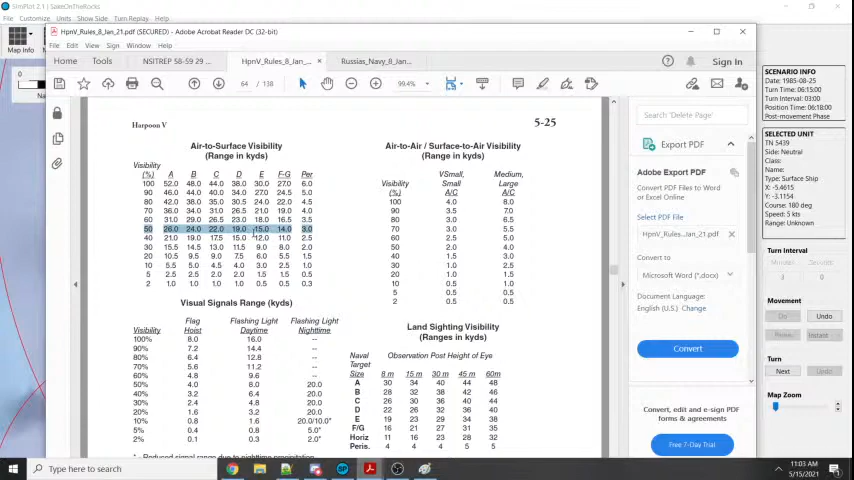 SimPlot 2.1 | SakeOnTheRocks
File Customize Units Show Side Turn Replay
Map Info
HpnV_Rules_8_Jan_21.pdf (SECURED) - Adobe Acrobat Reader DC (32-bit)
File Edit View Sign Window Help
Home Tools NSITREP 58-59 29 ... HpnV_Rules_8_Jan_... × Russias_Navy_8_Jan... Sign In
64 / 138 99.4%
Harpoon V 5-25
Air-to-Surface Visibility
(Range in kyds)
Visibility
(%) A B C D E F-G Per
100 52.0 48.0 44.0 38.0 30.0 27.0 6.0
90 46.0 44.0 40.0 34.0 27.0 24.5 5.0
80 42.0 38.0 35.0 30.5 24.0 22.0 4.5
70 36.0 34.0 31.0 26.5 21.0 19.0 4.0
60 31.0 29.0 26.5 23.0 18.0 16.5 3.5
50 26.0 24.0 22.0 19.0 15.0 14.0 3.0
40 21.0 19.0 17.5 15.0 12.0 11.0 2.5
30 15.5 14.5 13.0 11.5 9.0 8.0 2.0
20 10.5 9.5 9.0 7.5 6.0 5.5 1.5
10 5.5 5.0 4.5 4.0 3.0 2.5 1.0
5 2.5 2.5 2.0 2.0 1.5 1.5 0.5
2 1.0 1.0 1.0 1.0 0.5 0.5 0.3
Air-to-Air / Surface-to-Air Visibility
(Range in kyds)
VSmall, Medium,
Visibility Small Large
(%) A/C A/C
100 4.0 8.0
90 3.5 7.0
80 3.0 6.5
70 3.0 5.5
60 2.5 5.0
50 2.0 4.0
40 1.5 3.0
30 1.0 2.5
20 1.0 1.5
10 0.5 1.0
5 0.5 0.5
2 0.5 0.5
Visual Signals Range (kyds)
Flag Flashing Light Flashing Light
Visibility Hoist Daytime Nighttime
100% 8.0 16.0 --
90% 7.2 14.4 --
80% 6.4 12.8 --
70% 5.6 11.2 --
60% 4.8 9.6 --
50% 4.0 8.0 20.0
40% 3.2 6.4 20.0
30% 2.4 4.8 20.0
20% 1.6 3.2 20.0
10% 0.8 1.6 20.0/10.0*
5% 0.4 0.8 5.0*
2% 0.1 0.3 2.0*
* - Reduced signal range due to nighttime precipitation
Land Sighting Visibility
(Ranges in kyds)
Naval Observation Post Height of Eye
Target
Size 8 m 15 m 30 m 45 m 60m
A 30 34 40 44 48
B 28 32 38 42 46
C 26 30 36 40 44
D 22 26 32 36 40
E 19 23 29 34 38
F/G 16 21 27 31 35
Horiz 11 16 23 28 32
Peris. 4 4 4 5 5
Search 'Delete Page'
Export PDF
Adobe Export PDF
Convert PDF Files to Word
or Excel Online
Select PDF File
HpnV_Rules...Jan_21.pdf ×
Convert to
Microsoft Word (*.docx)
Document Language:
English (U.S.) Change
Convert
Convert, edit and e-sign PDF
forms & agreements
Free 7-Day Trial
SCENARIO INFO
Date: 1985-08-25
Turn Time: 06:15:00
Turn Interval: 03:00
Position Time: 06:18:00
Post-movement Phase
SELECTED UNIT
TN 5439
Side: Neutral
Class:
Name:
Type: Surface Ship
X: -5.4615
Y: -3.1154
Course: 180 deg
Speed: 5 kts
Range: Unknown
Turn Interval
Minutes Seconds
3 0
Movement
Do Undo
Pause Instant
Turn
Next Undo
Map Zoom
Type here to search
11:03 AM
5/15/2021